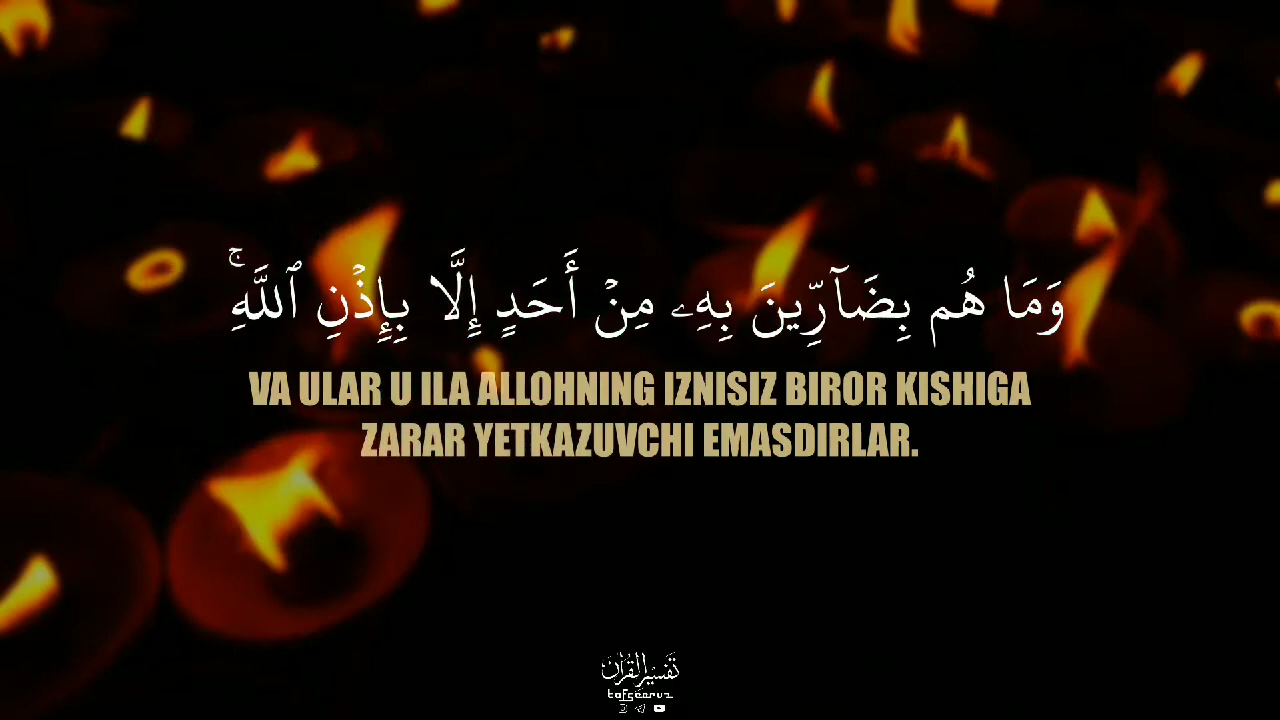 وَمَا هُم بِضَآرِّينَ بِهِۦ مِنْ أَحَدٍ إِلَّا بِإِذْنِ ٱللَّهِ ۚ
VA ULAR U ILA ALLOHNING IZNISIZ BIROR KISHIGA
ZARAR YETKAZUVCHI EMASDIRLAR.
تفسير القرآن